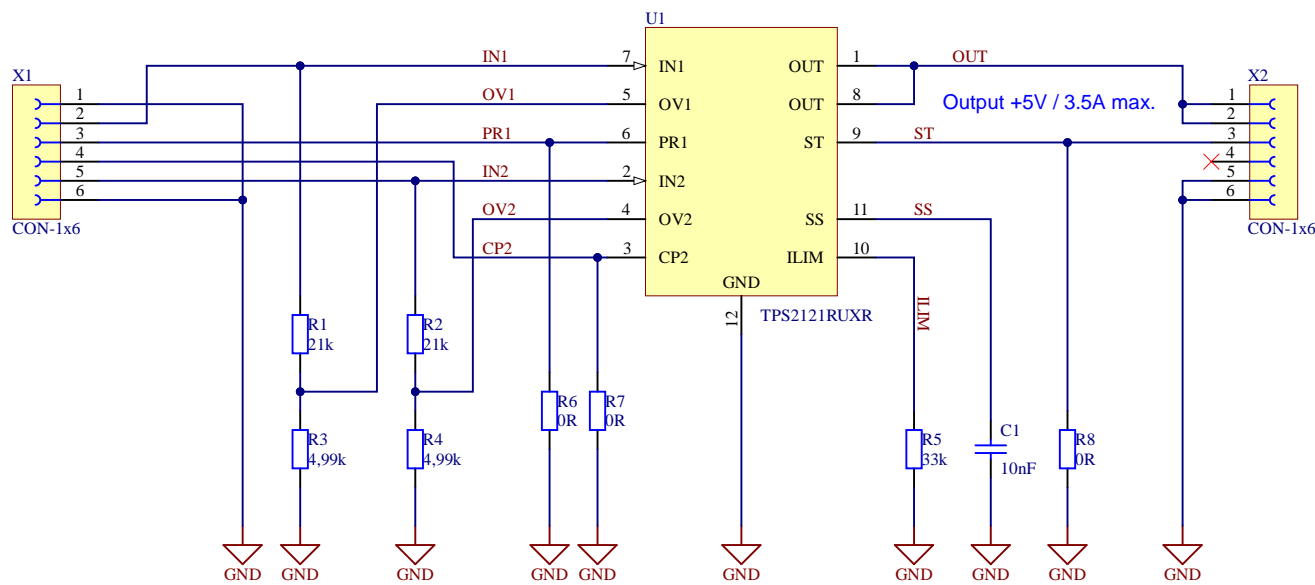 U1
X1
CON-1x6
1
2
3
4
5
6
IN1
OV1
PR1
IN2
OV2
CP2
7
5
6
2
4
3
IN1
OV1
PR1
IN2
OV2
CP2
GND
12
TPS2121RUXR
OUT
OUT
ST
SS
ILIM
1
8
9
11
10
OUT
ST
SS
ILIM
Output +5V / 3.5A max.
X2
1
2
3
4
5
6
CON-1x6
R1
21k
R2
21k
R3
4,99k
R4
4,99k
R6
0R
R7
0R
R5
33k
C1
10nF
R8
0R
GND
GND
GND
GND
GND
GND
GND
GND
GND
GND